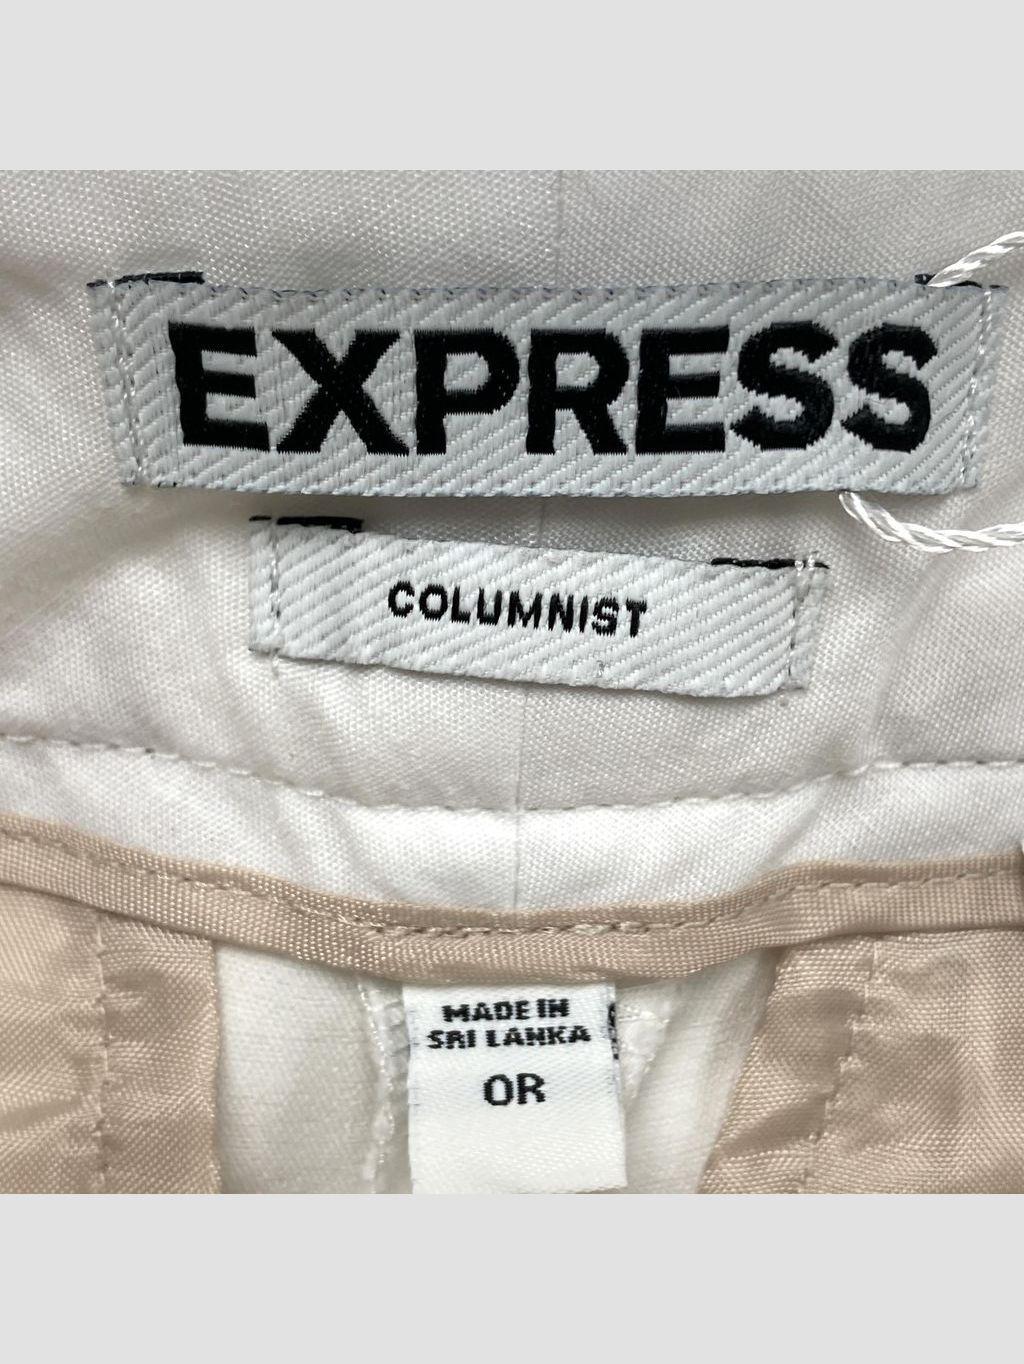 EXPRESS
COLUMNIST
MADE IN
SRI LANKA
0R